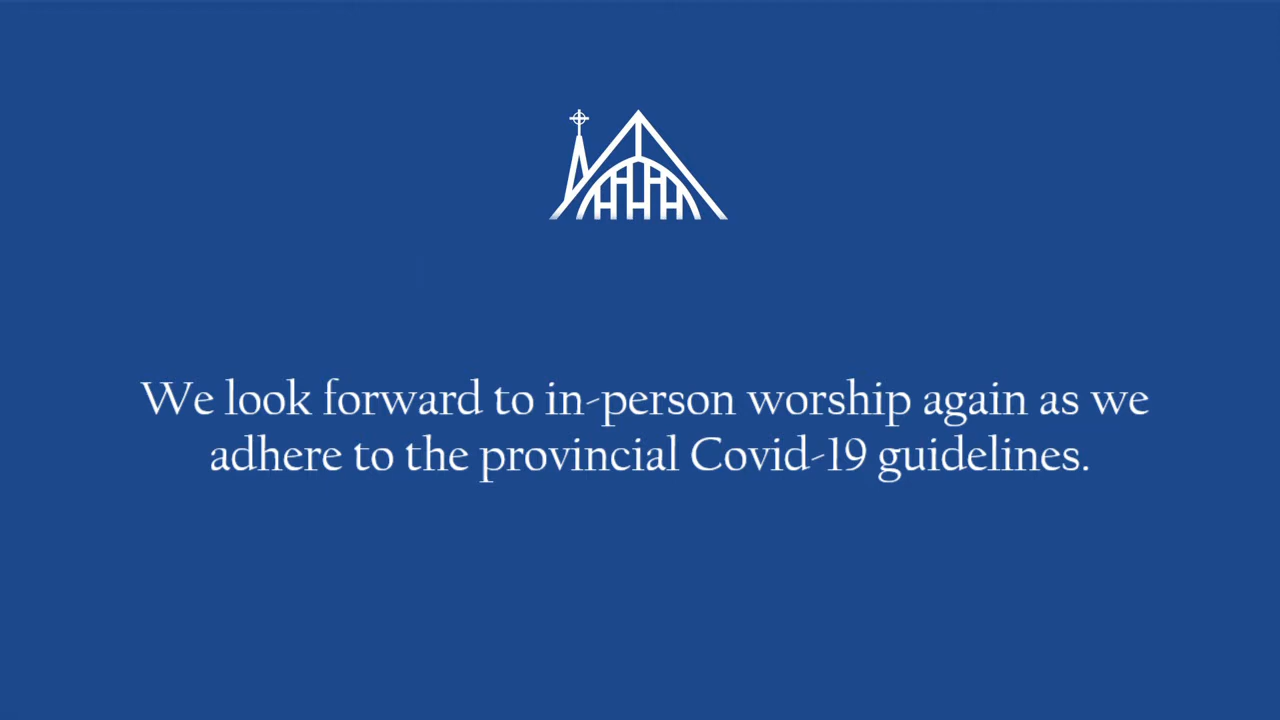 We look forward to in-person worship again as we
adhere to the provincial Covid-19 guidelines.